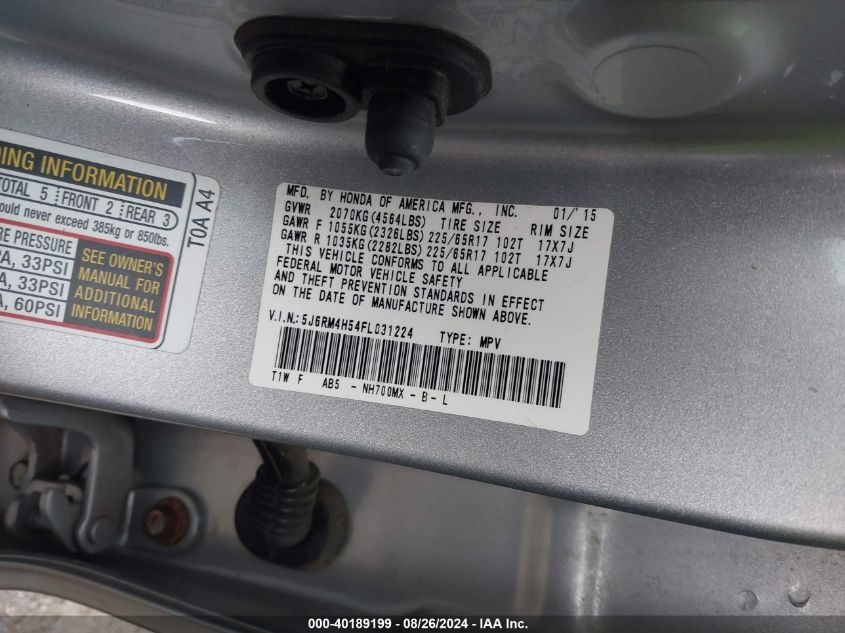 DING INFORMATION
TOTAL 5 FRONT 2 REAR 3
ould never exceed 385kg or 850lbs.
RE PRESSURE
PA, 33PSI
A, 33PSI
A, 60PSI
SEE OWNER'S
MANUAL FOR
ADDITIONAL
INFORMATION
T0A A4
MFD. BY HONDA OF AMERICA MFG., INC. 01/'15
GVWR 2070KG(4564LBS) TIRE SIZE RIM SIZE
GAWR F 1055KG(2326LBS) 225/65R17 102T 17X7J
GAWR R 1035KG(2282LBS) 225/65R17 102T 17X7J
THIS VEHICLE CONFORMS TO ALL APPLICABLE
FEDERAL MOTOR VEHICLE SAFETY
AND THEFT PREVENTION STANDARDS IN EFFECT
ON THE DATE OF MANUFACTURE SHOWN ABOVE.
V.I.N.: 5J6RM4H54FL031224 TYPE: MPV
T1W F AB5 - NH700MX - B - L
000-40189199 - 08/26/2024 - IAA Inc.